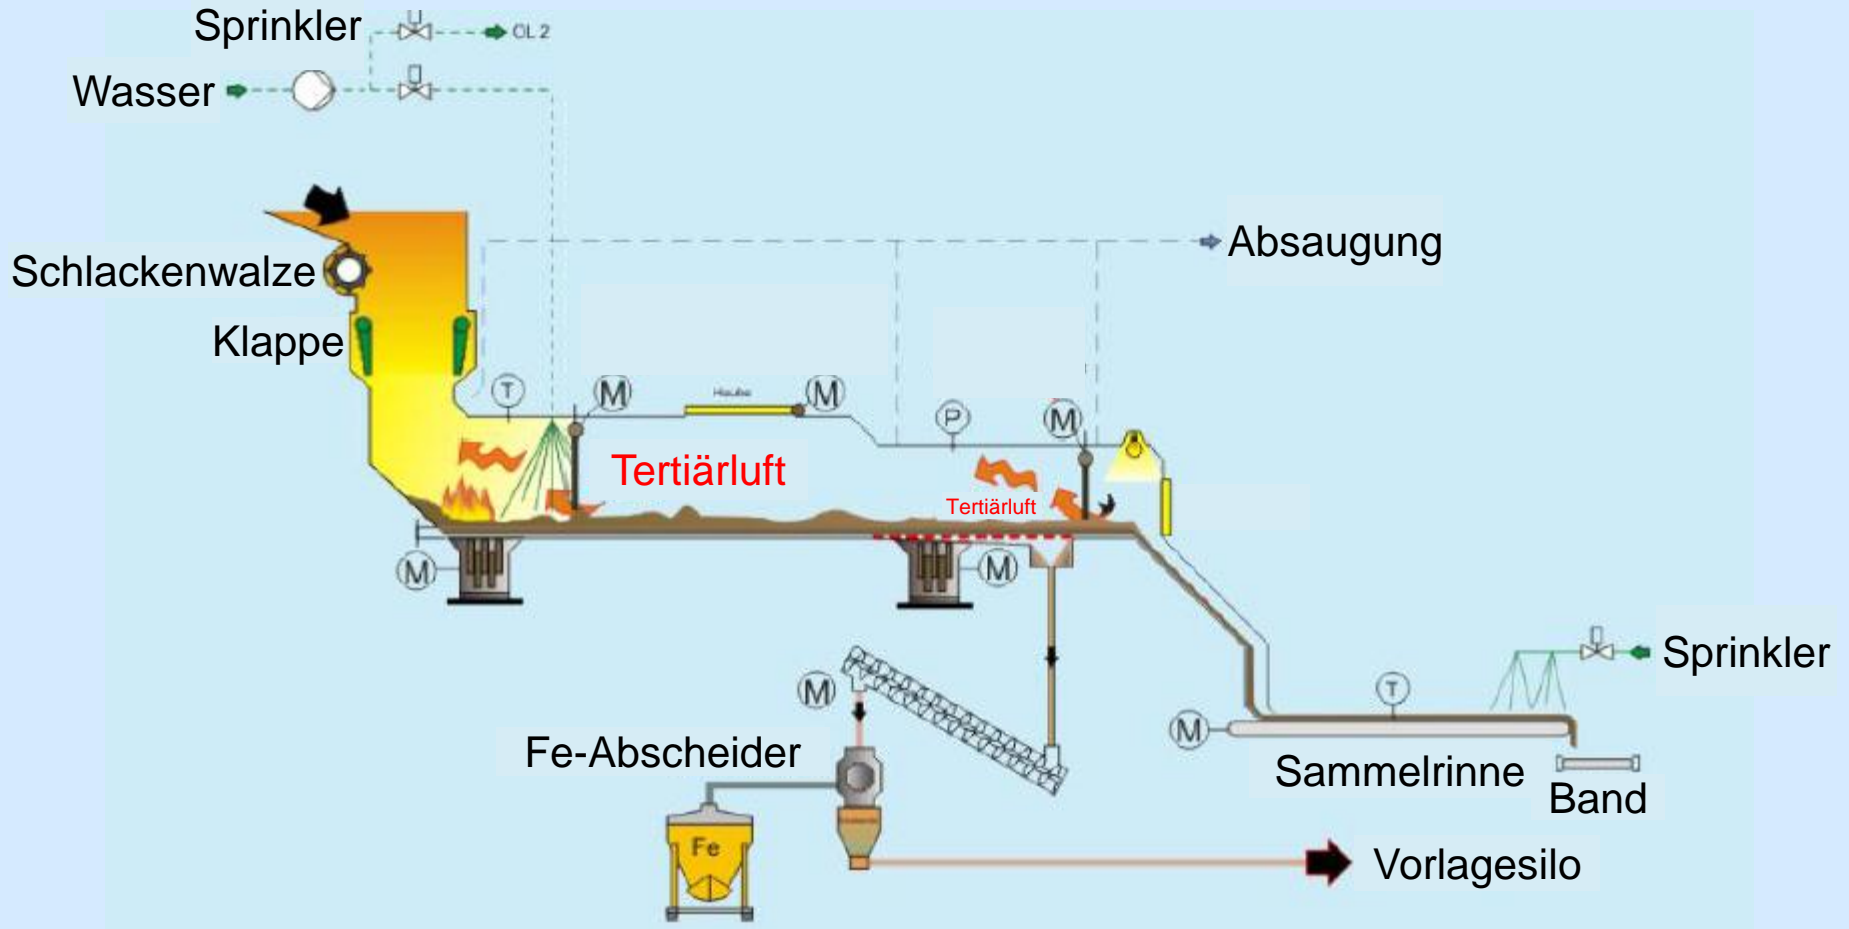 Sprinkler
OL 2
Wasser
Schlackenwalze
Absaugung
Klappe
T
M
Haube
M
P
M
Tertiärluft
Tertiärluft
M
M
Sprinkler
M
T
M
Fe-Abscheider
Sammelrinne
Band
Fe
Vorlagesilo